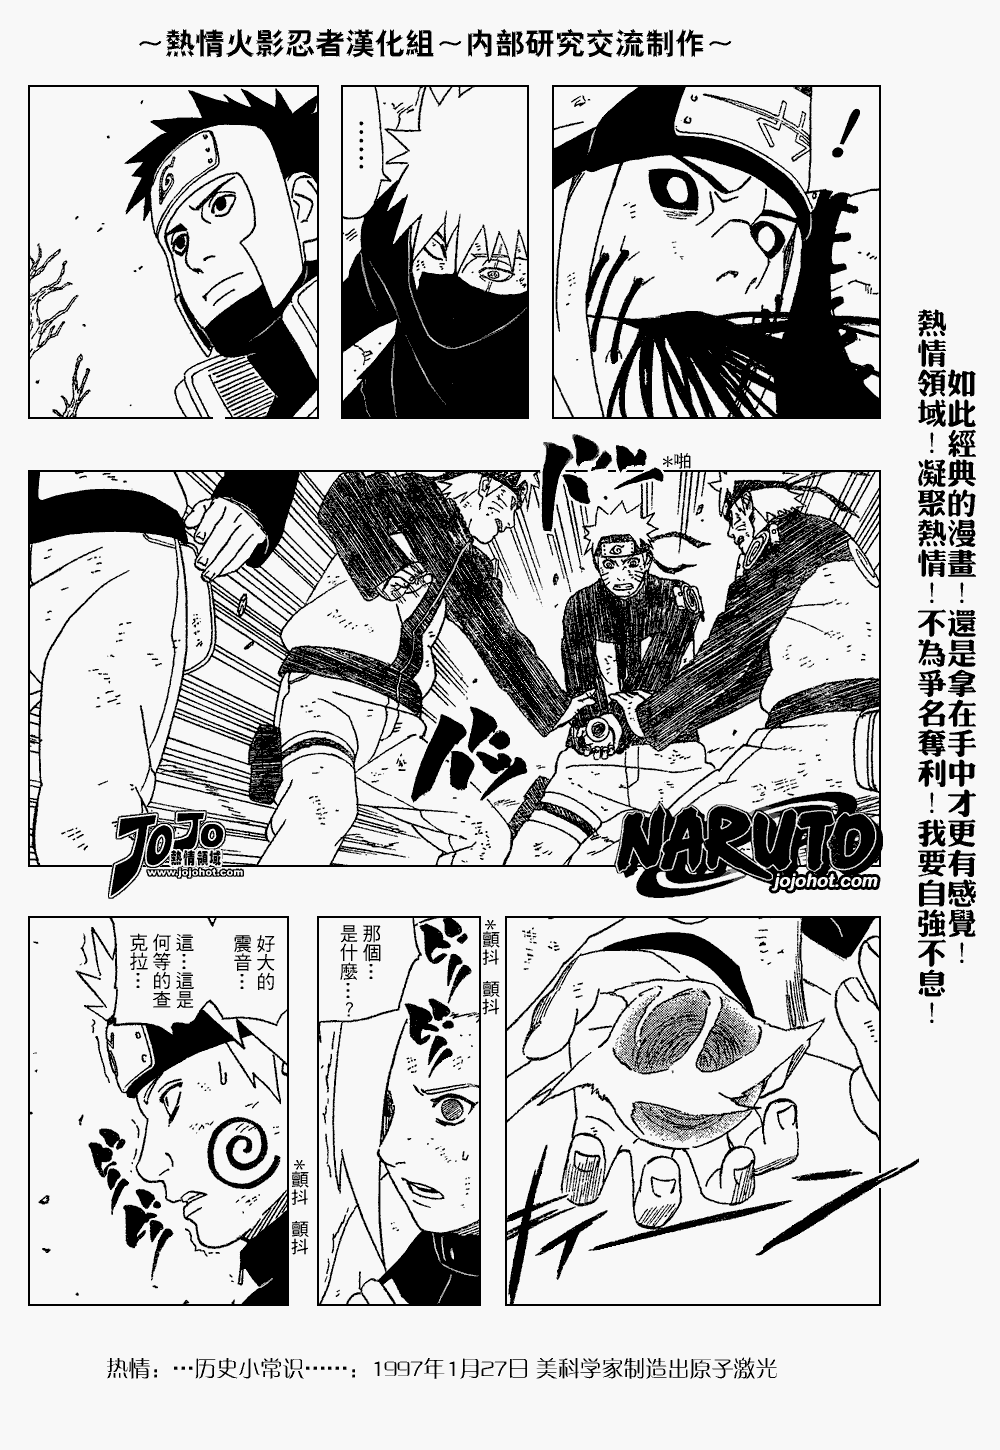 ～熱情火影忍者漢化組～内部研究交流制作～
！
……
如此經典的漫畫！還是拿在手中才更有感覺！
熱情領域！凝聚熱情！不為爭名奪利！我要自強不息！
*啪
JOJO
熱情領域
www.jojohot.com
NARUTO
jojohot.com
*顫抖 顫抖
那個…
是什麼…？
好大的
震音…
這…這是
何等的查
克拉…
*顫抖 顫抖
热情：…历史小常识……：1997年1月27日 美科学家制造出原子激光